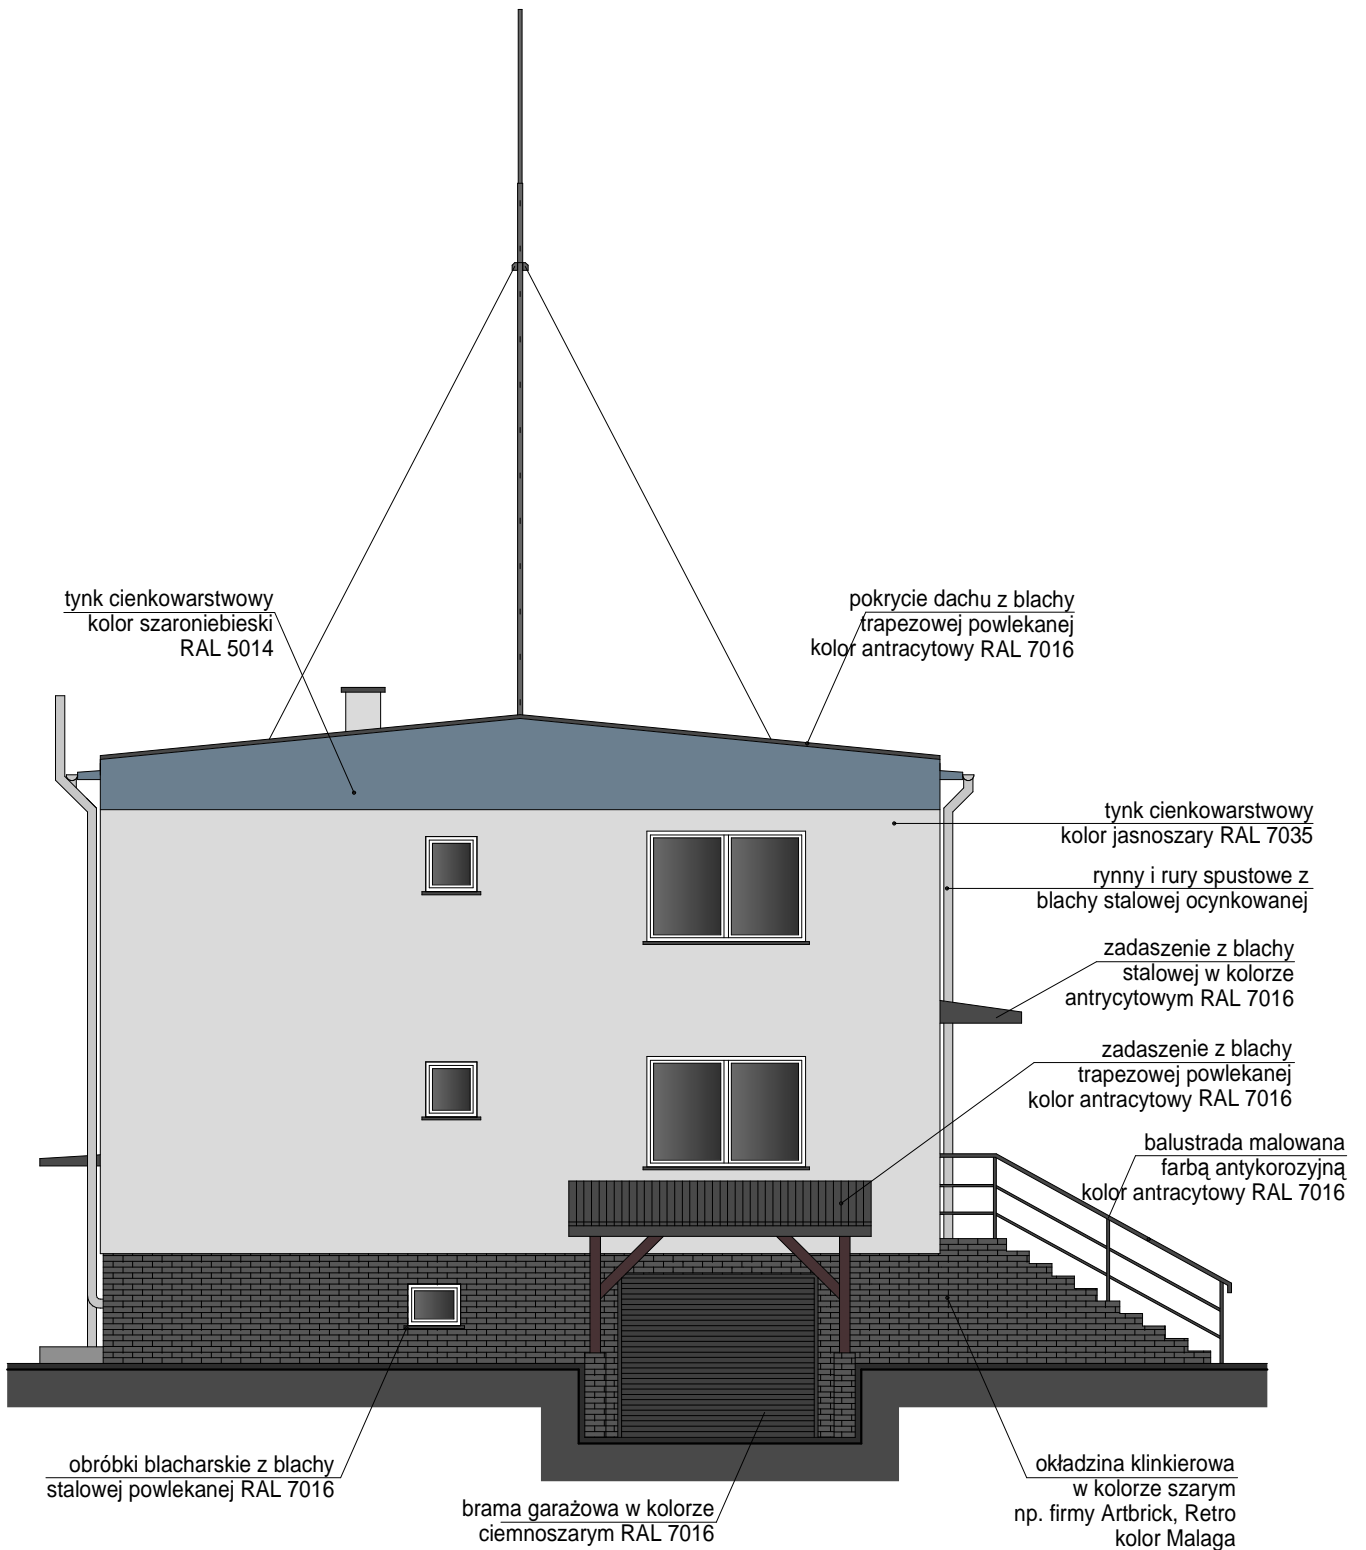 tynk cienkowarstwowy
kolor szaroniebieski
RAL 5014
pokrycie dachu z blachy
trapezowej powlekanej
kolor antracytowy RAL 7016
tynk cienkowarstwowy
kolor jasnoszary RAL 7035
rynny i rury spustowe z
blachy stalowej ocynkowanej
zadaszenie z blachy
stalowej w kolorze
antrycytowym RAL 7016
zadaszenie z blachy
trapezowej powlekanej
kolor antracytowy RAL 7016
balustrada malowana
farbą antykorozyjną
kolor antracytowy RAL 7016
obróbki blacharskie z blachy
stalowej powlekanej RAL 7016
brama garażowa w kolorze
ciemnoszarym RAL 7016
okładzina klinkierowa
w kolorze szarym
np. firmy Artbrick, Retro
kolor Malaga